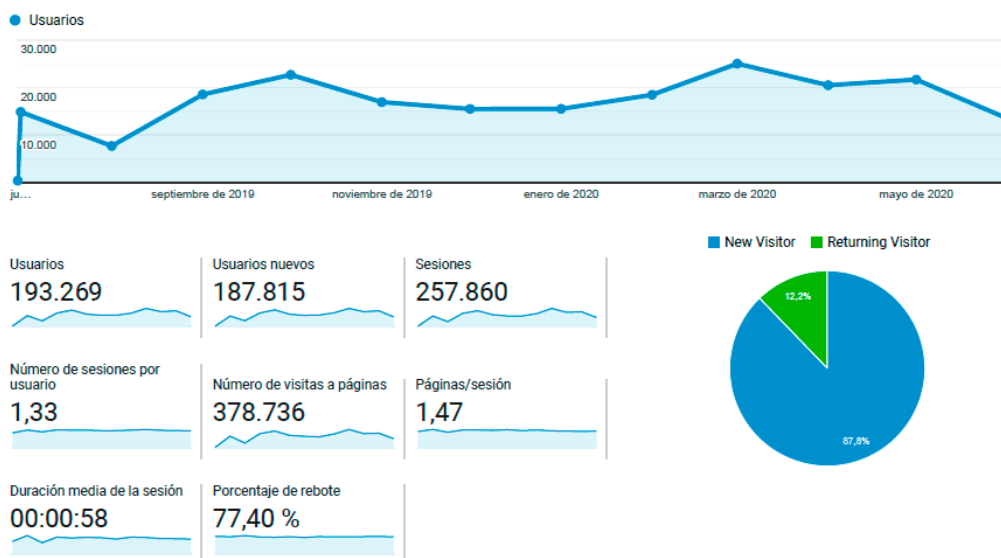 Usuarios
30.000
20.000
10.000
ju...
septiembre de 2019
noviembre de 2019
enero de 2020
marzo de 2020
mayo de 2020
New Visitor
Returning Visitor
Usuarios
193.269
Usuarios nuevos
187.815
Sesiones
257.860
Número de sesiones por
usuario
1,33
Número de visitas a páginas
378.736
Páginas/sesión
1,47
Duración media de la sesión
00:00:58
Porcentaje de rebote
77,40 %
12,2%
87,8%